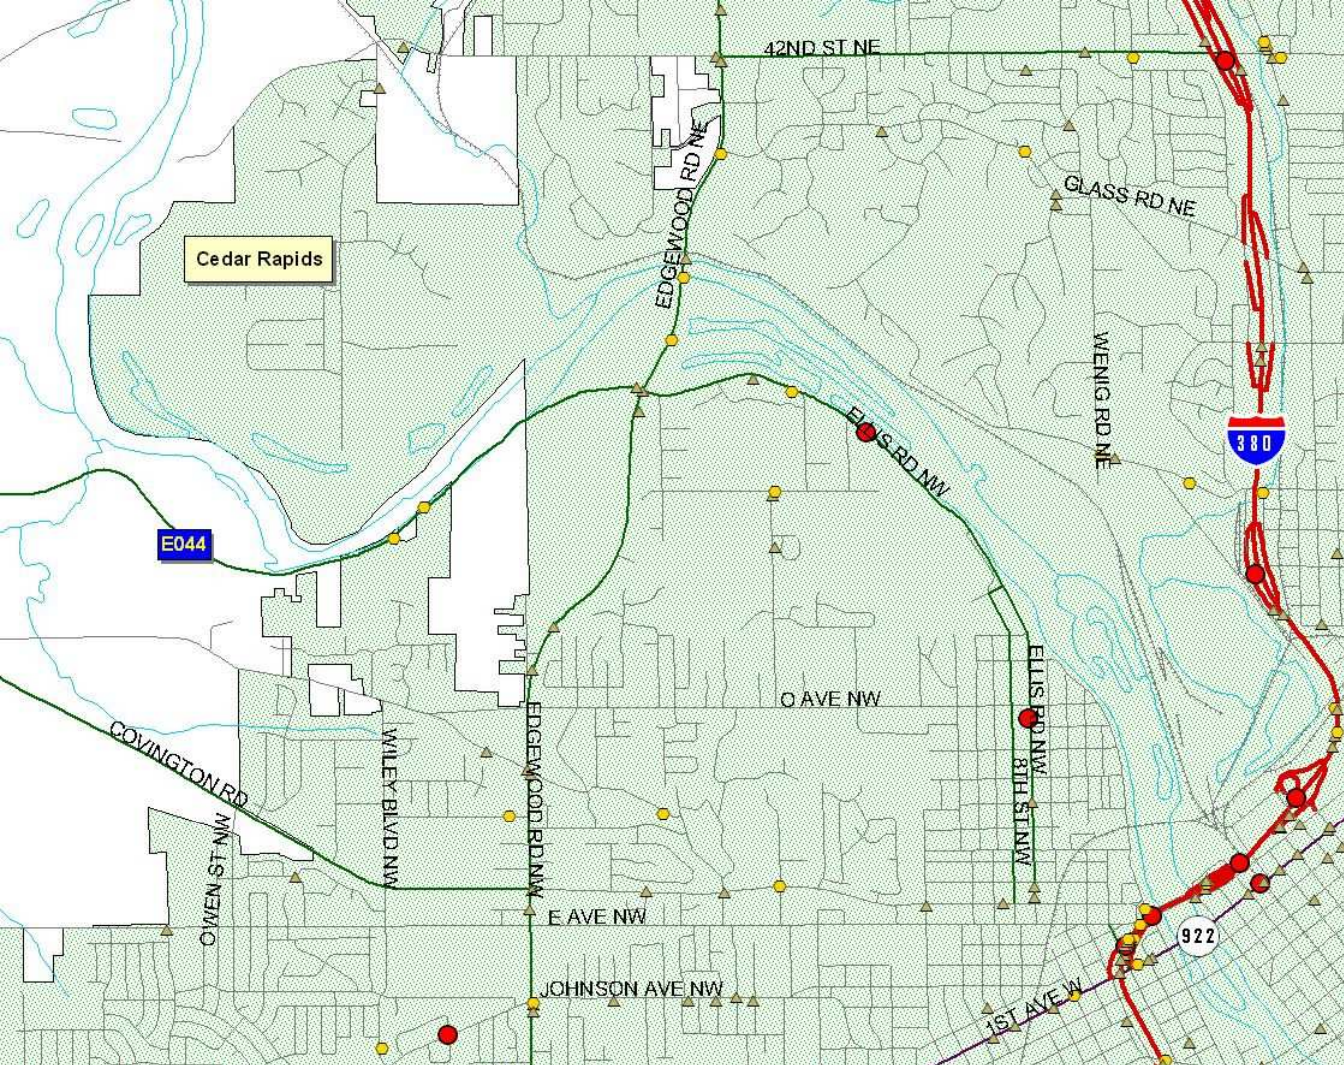 42ND ST NE
EDGEWOOD RD NE
GLASS RD NE
Cedar Rapids
WENIG RD NE
ELLIS RD NW
380
E044
O AVE NW
ELLIS RD NW
COVINGTON RD
WILEY BLVD NW
EDGEWOOD RD NW
8TH ST NW
OWEN ST NW
E AVE NW
922
JOHNSON AVE NW
1ST AVE W